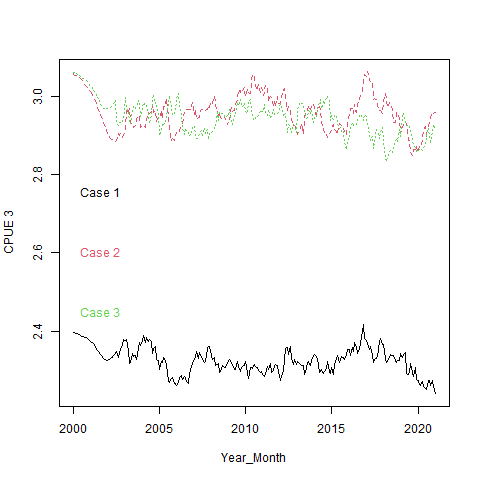 3.0
2.8
2.6
2.4
CPUE 3
Case 1
Case 2
Case 3
2000 2005 2010 2015 2020
Year_Month